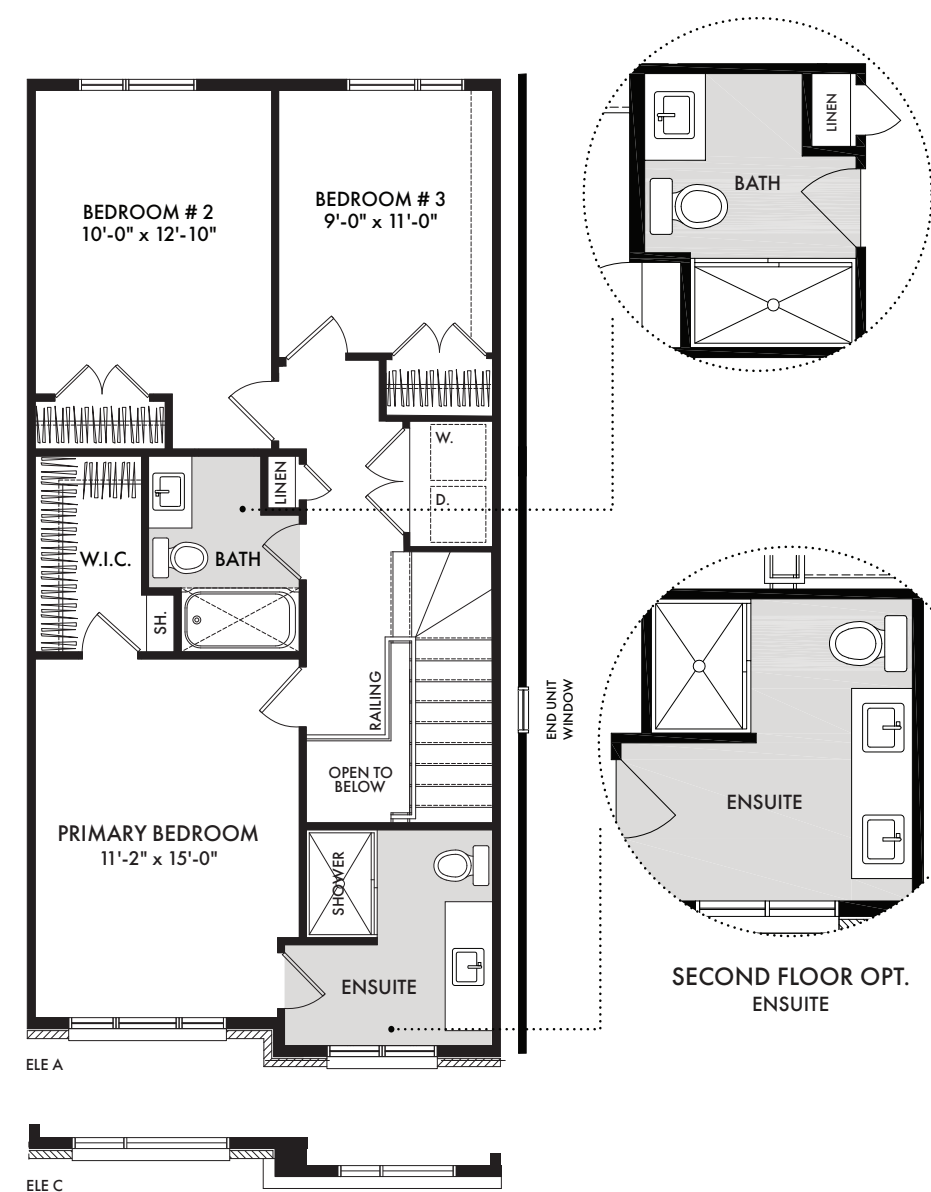 BEDROOM # 2
10'-0" x 12'-10"
BEDROOM # 3
9'-0" x 11'-0"
LINEN
W.
D.
W.I.C.
BATH
SH.
RAILING
OPEN TO
BELOW
PRIMARY BEDROOM
11'-2" x 15'-0"
SHOWER
ENSUITE
END UNIT
WINDOW
ELE A
ELE C
BATH
LINEN
ENSUITE
SECOND FLOOR OPT.
ENSUITE